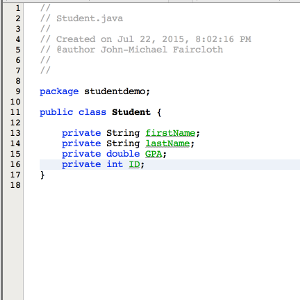 1 //
2 // Student.java
3 //
4 // Created on Jul 22, 2015, 8:02:16 PM
5 // @author John-Michael Faircloth
6 //
7 //
8
9 package studentdemo;
10
11 public class Student {
12
13 private String firstName;
14 private String lastName;
15 private double GPA;
16 private int ID;
17 }
18